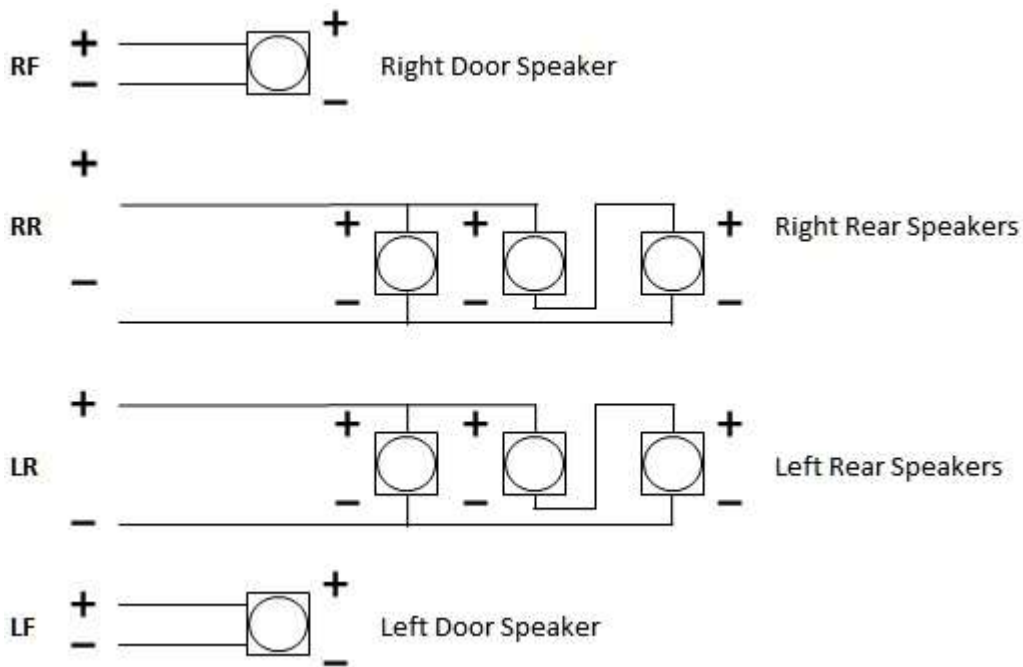 + +
RF Right Door Speaker
− −
+
+ + +
RR Right Rear Speakers
−
− − −
+
+ + +
LR Left Rear Speakers
− − −
−
+ +
LF Left Door Speaker
− −